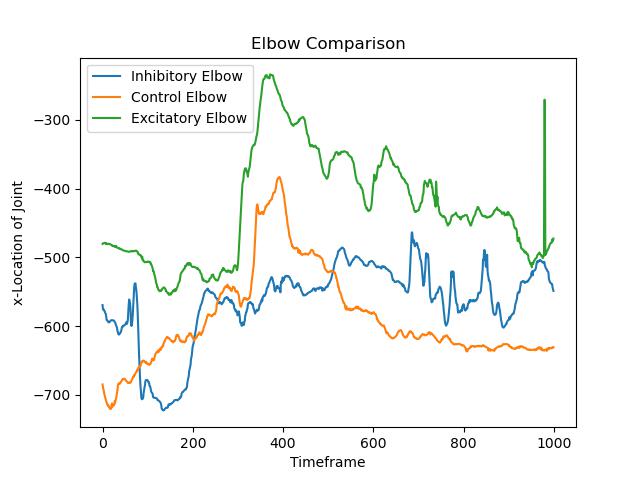 Elbow Comparison
Inhibitory Elbow
Control Elbow
Excitatory Elbow
x-Location of Joint
−300
−400
−500
−600
−700
0 200 400 600 800 1000
Timeframe